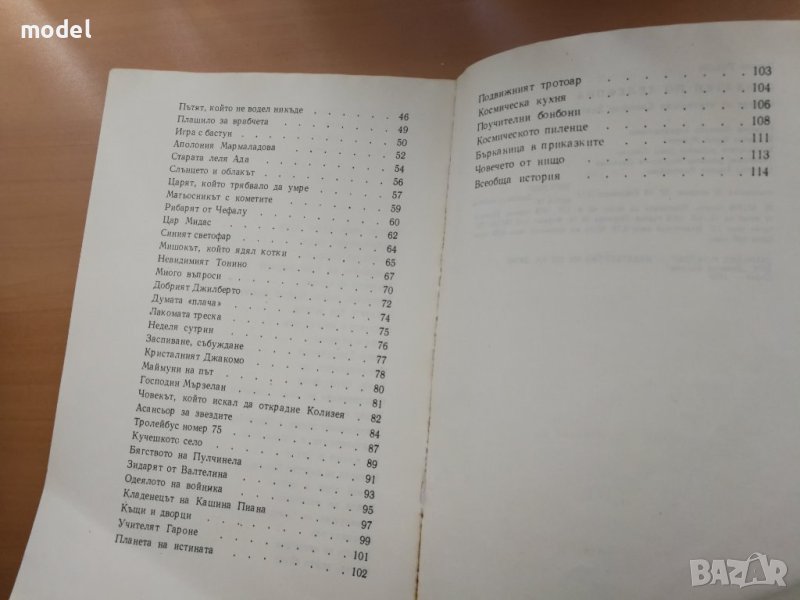 model
Пътят, който не водел никъде . . . . . 46
Плашило за врабчета . . . . . 49
Игра с бастун . . . . . 50
Аполония Мармаладова . . . . . 52
Старата леля Ада . . . . . 54
Слънцето и облакът . . . . . 56
Царят, който трябвало да умре . . . . . 57
Магьосникът с кометите . . . . . 59
Рибарят от Чефалу . . . . . 60
Цар Мидас . . . . . 62
Синият светофар . . . . . 64
Мишокът, който ядял котки . . . . . 65
Невидимият Тонино . . . . . 67
Много въпроси . . . . . 70
Добрият Джилберто . . . . . 72
Думата «плача» . . . . . 74
Лакомата треска . . . . . 75
Неделя сутрин . . . . . 76
Заспиване, събуждане . . . . . 77
Кристалният Джакомо . . . . . 78
Маймуни на път . . . . . 80
Господин Мързелан . . . . . 81
Човекът, който искал да открадне Колизея . 82
Асансьор за звездите . . . . . 84
Тролейбус номер 75 . . . . . 87
Кучешкото село . . . . . 89
Бягството на Пулчинела . . . . . 91
Зидарят от Валтелина . . . . . 93
Одеялото на войника . . . . . 95
Кладенецът на Кашина Пиана . . . . . 97
Къщи и дворци . . . . . 99
Учителят Гароне . . . . . 101
Планета на истината . . . . . 102
Подвижният тротоар . . . . . 103
Космическа кухня . . . . . 104
Поучителни бонбони . . . . . 106
Космическото пиленце . . . . . 108
Бърканица в приказките . . . . . 111
Човечето от нищо . . . . . 113
Всеобща история . . . . . 114
BAZAR